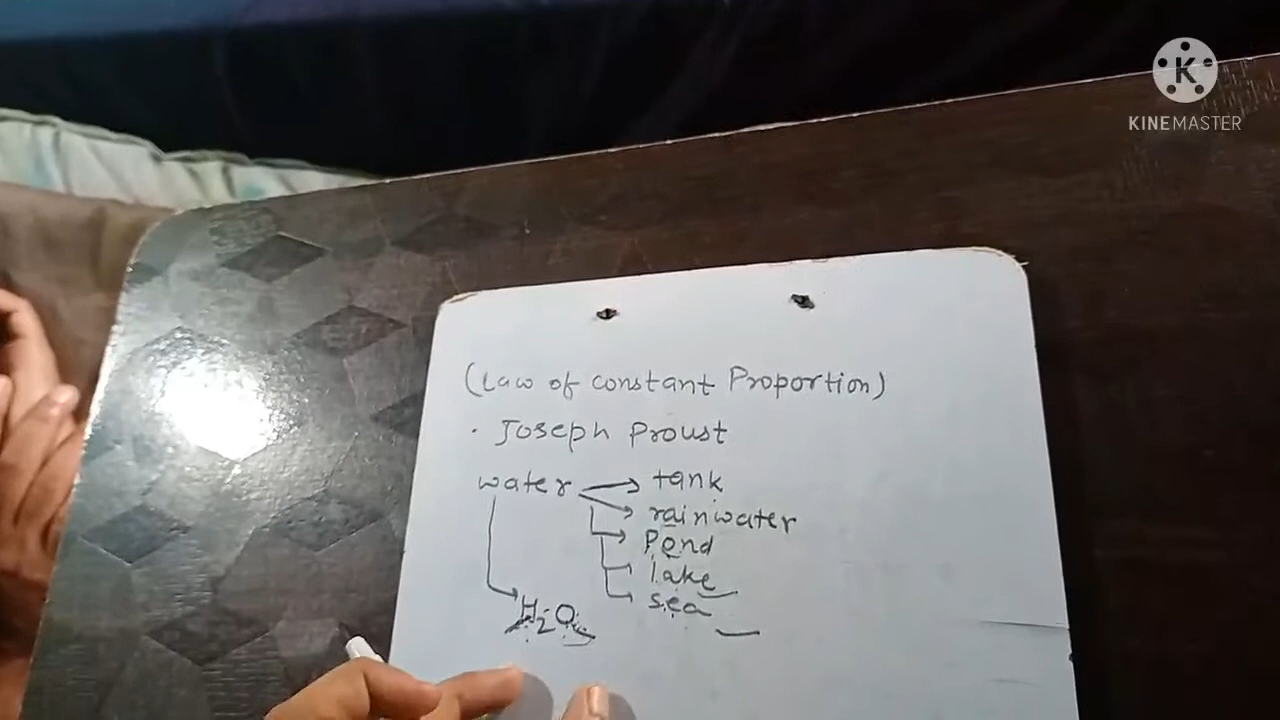 KINEMASTER
(Law of constant Proportion)
· Joseph Proust
water → tank
→ rainwater
→ Pond
→ lake
→ sea
H2O